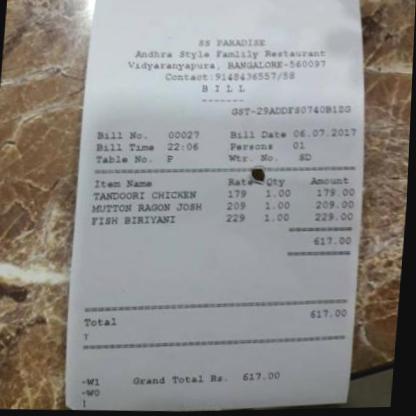 SS PARADISE
Andhra Style Famlily Restaurant
Vidyaranyapura, BANGALORE-560097
Contact:9148436557/58
B I L L
-------
GST-29ADDFS0740B1ZG
Bill No. 00027 Bill Date 06.07.2017
Bill Time 22:06 Persons 01
Table No. P Wtr. No. SD
Item Name Rate Qty Amount
TANDOORI CHICKEN 179 1.00 179.00
MUTTON RAGON JOSH 209 1.00 209.00
FISH BIRIYANI 229 1.00 229.00
617.00
Total 617.00
T
-W1 Grand Total Rs. 617.00
-W0